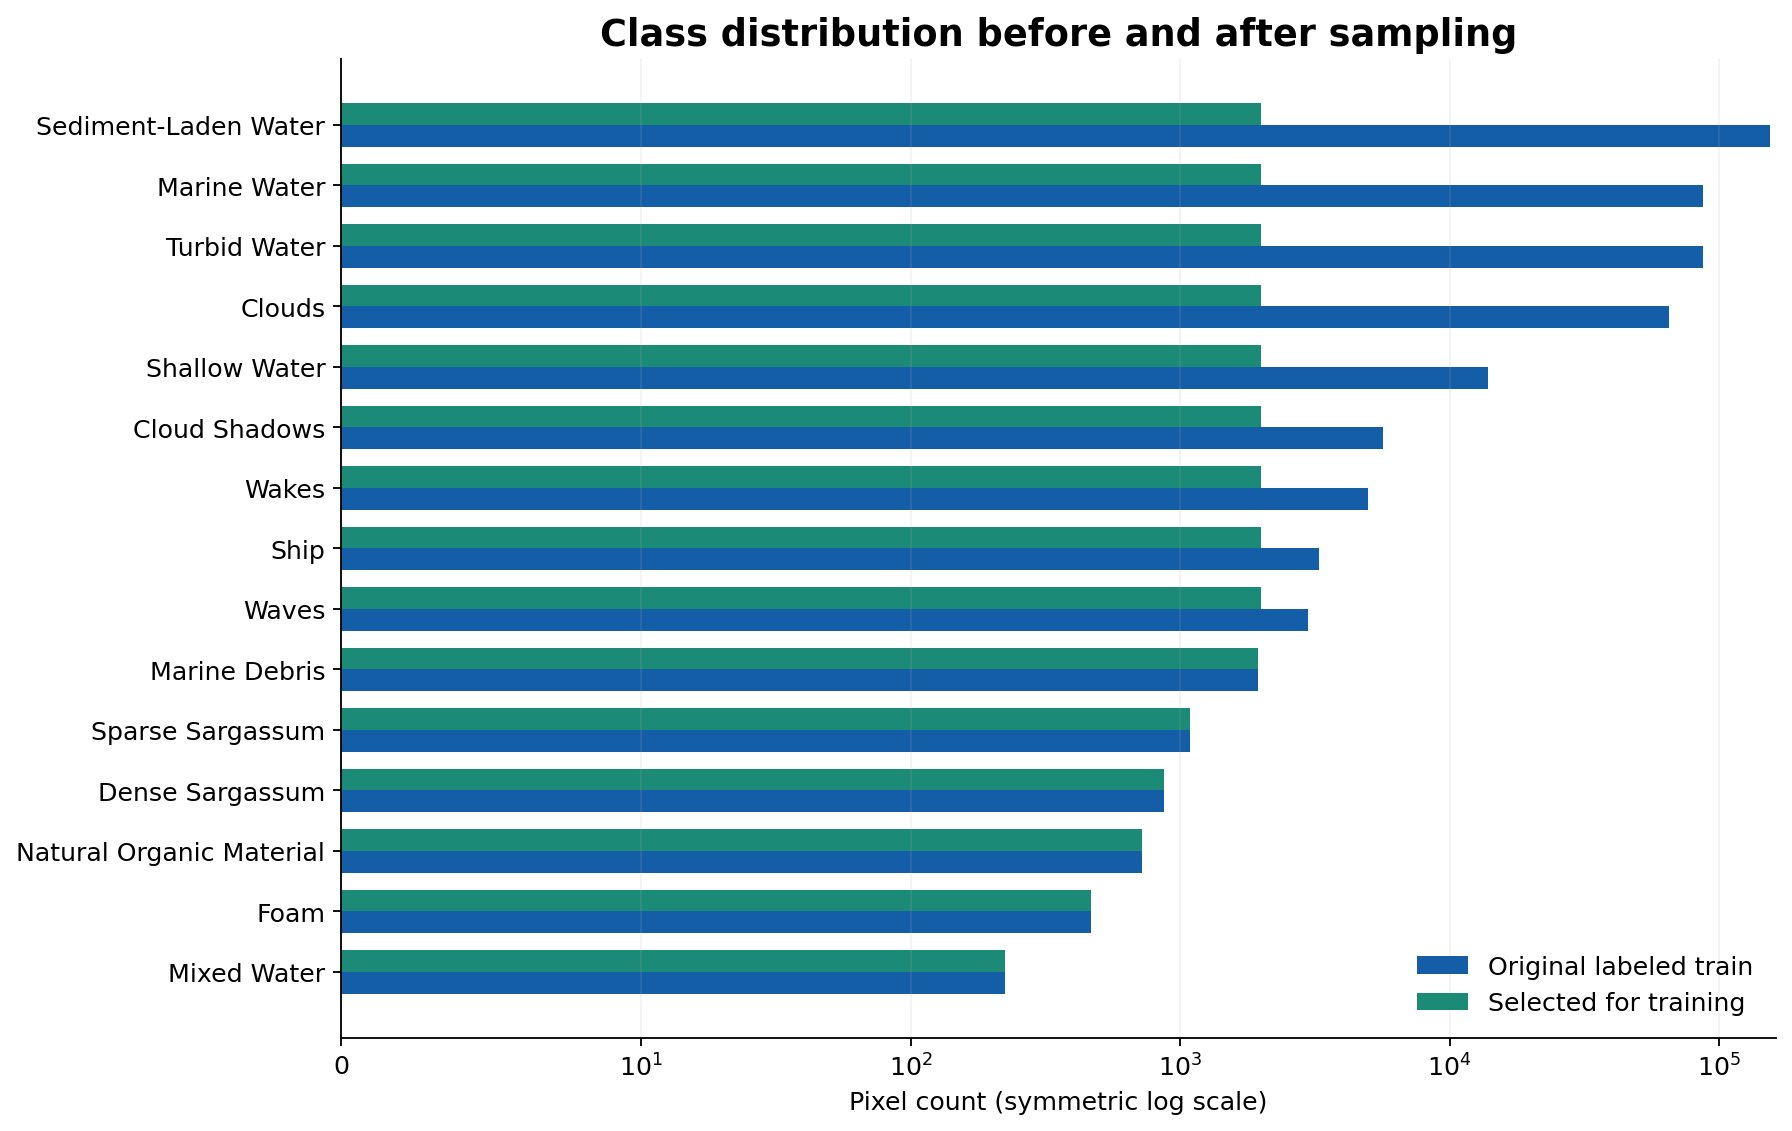 Class distribution before and after sampling
Sediment-Laden Water
Marine Water
Turbid Water
Clouds
Shallow Water
Cloud Shadows
Wakes
Ship
Waves
Marine Debris
Sparse Sargassum
Dense Sargassum
Natural Organic Material
Foam
Mixed Water
Original labeled train
Selected for training
0 10¹ 10² 10³ 10⁴ 10⁵
Pixel count (symmetric log scale)